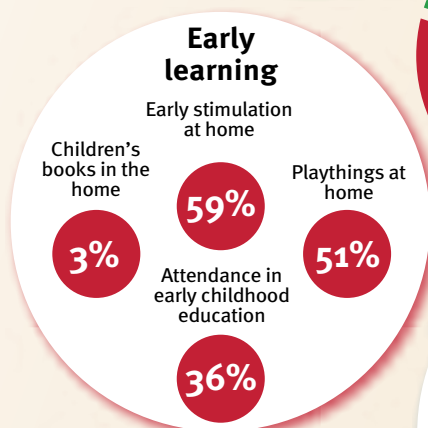 Early
learning
Early stimulation
at home
59%
Children’s
books in the
home
3%
Playthings at
home
51%
Attendance in
early childhood
education
36%